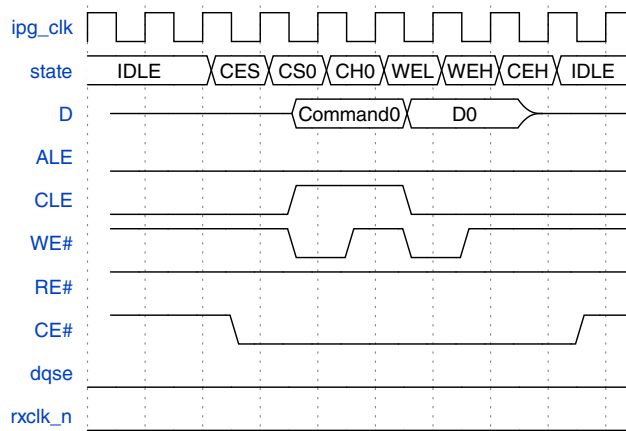 ipg_clk
state IDLE CES CS0 CH0 WEL WEH CEH IDLE
D Command0 D0
ALE
CLE
WE#
RE#
CE#
dqse
rxclk_n